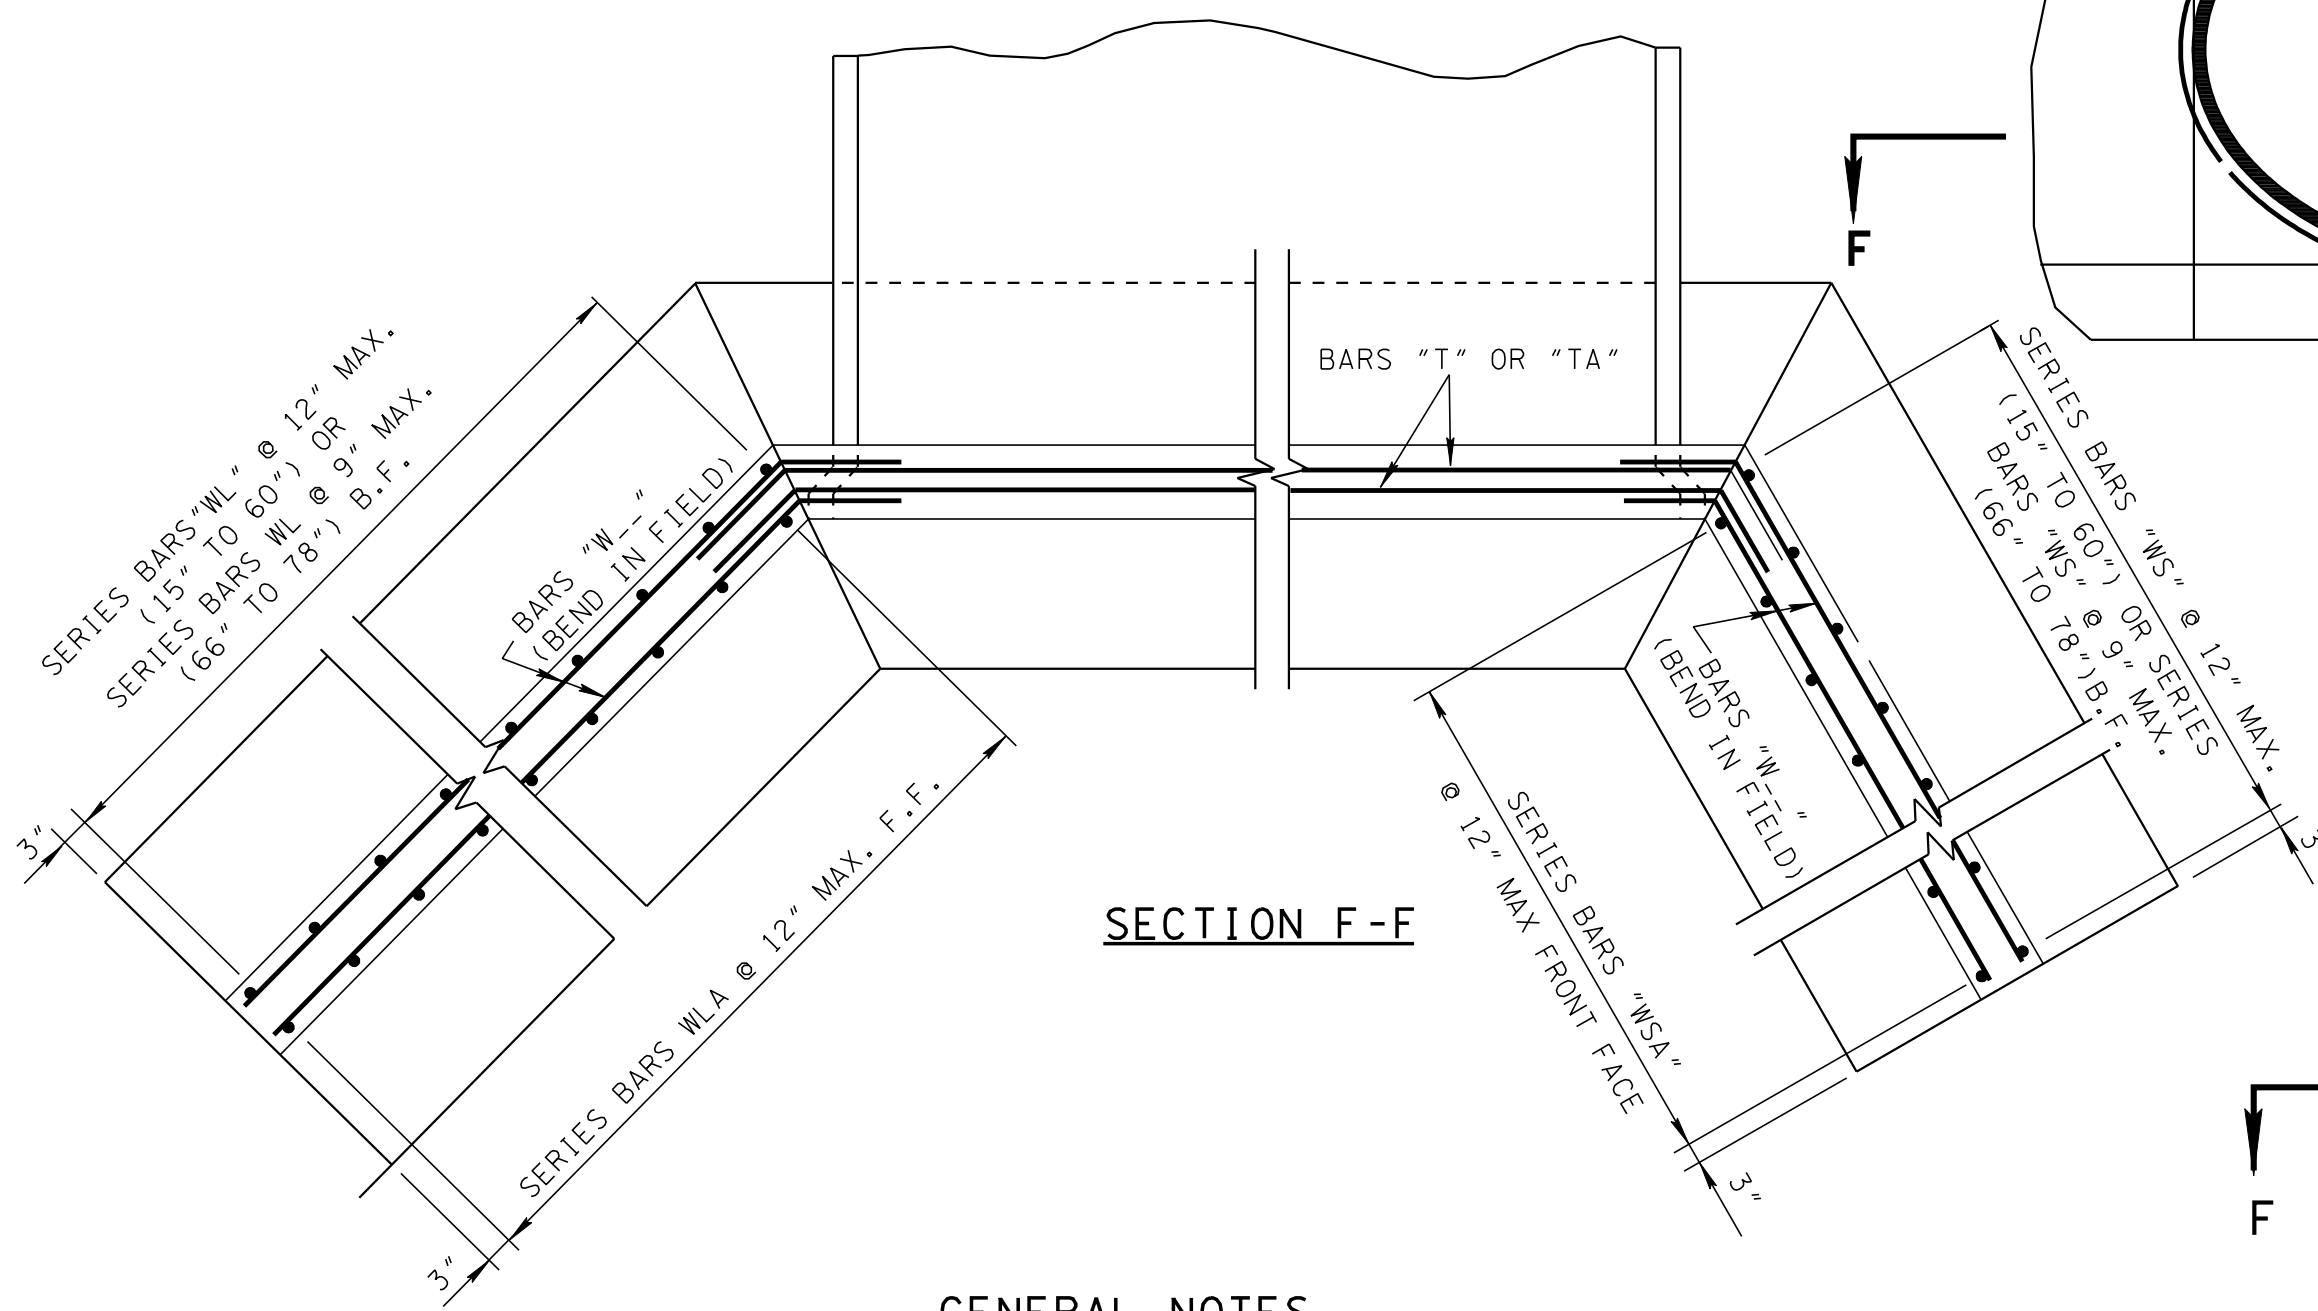 F
BARS "T" OR "TA"
SERIES BARS"WL" @ 12" MAX.
(15" TO 60") OR
SERIES BARS WL @ 9" MAX.
(66" TO 78") B.F.
BARS "W__"
(BEND IN FIELD)
SERIES BARS "WS" @ 12" MAX.
(15" TO 60") OR SERIES
BARS "WS" @ 9" MAX.
(66" TO 78")B.F.
BARS "W__"
(BEND IN FIELD)
3"
SERIES BARS WLA @ 12" MAX. F.F.
3"
SECTION F-F
SERIES BARS "WSA"
@ 12" MAX FRONT FACE
3"
3
F
GENERAL NOTES